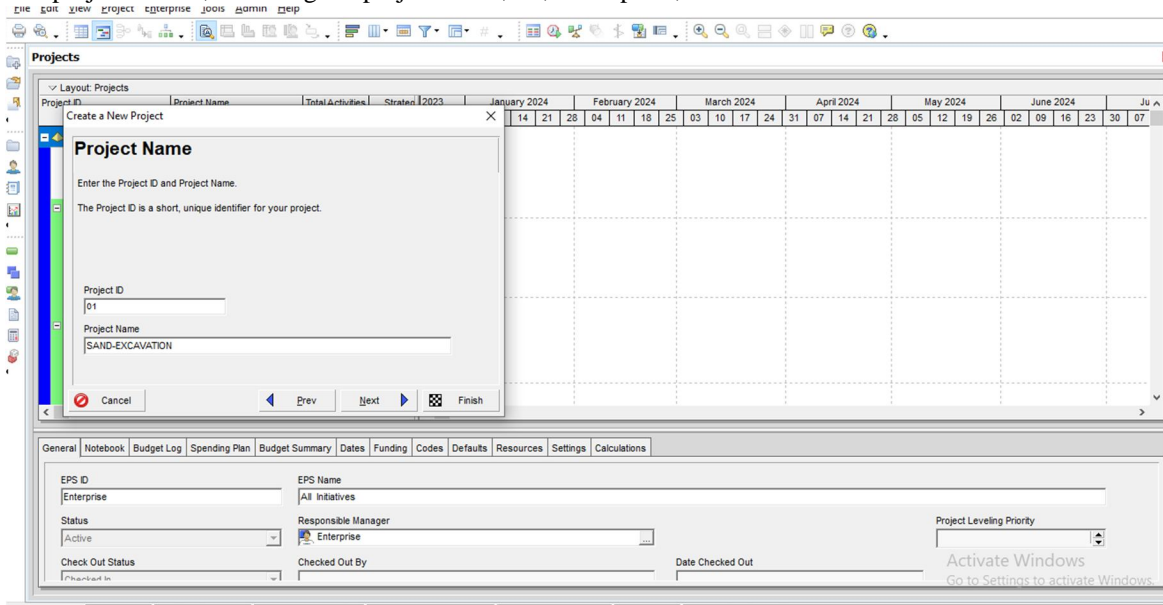 File Edit View Project Enterprise Tools Admin Help
Projects
Layout: Projects
Project ID Project Name Total Activities Strateg 2023 January 2024 February 2024 March 2024 April 2024 May 2024 June 2024 Ju
14 21 28 04 11 18 25 03 10 17 24 31 07 14 21 28 05 12 19 26 02 09 16 23 30 07
Create a New Project
Project Name
Enter the Project ID and Project Name.
The Project ID is a short, unique identifier for your project.
Project ID
01
Project Name
SAND-EXCAVATION
Cancel Prev Next Finish
General Notebook Budget Log Spending Plan Budget Summary Dates Funding Codes Defaults Resources Settings Calculations
EPS ID EPS Name
Enterprise All Initiatives
Status Responsible Manager Project Leveling Priority
Active Enterprise ...
Check Out Status Checked Out By Date Checked Out
Checked In
Activate Windows
Go to Settings to activate Windows.